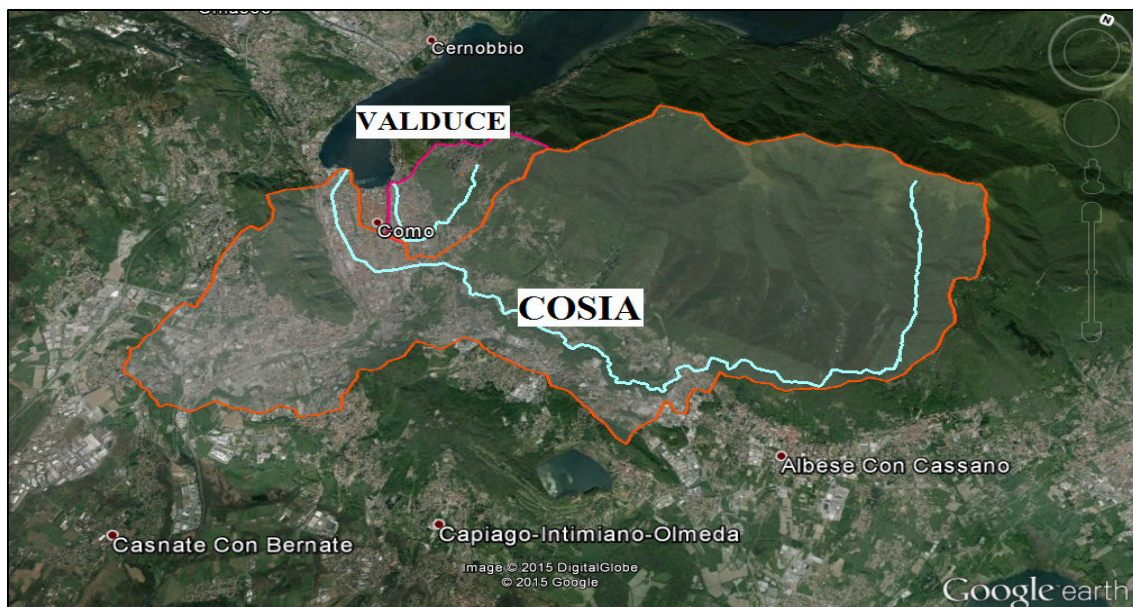 Cernobbio
VALDUCE
Como
COSIA
Albese Con Cassano
Capiago-Intimiano-Olmeda
Casnate Con Bernate
Image © 2015 DigitalGlobe
© 2015 Google
Google earth
N